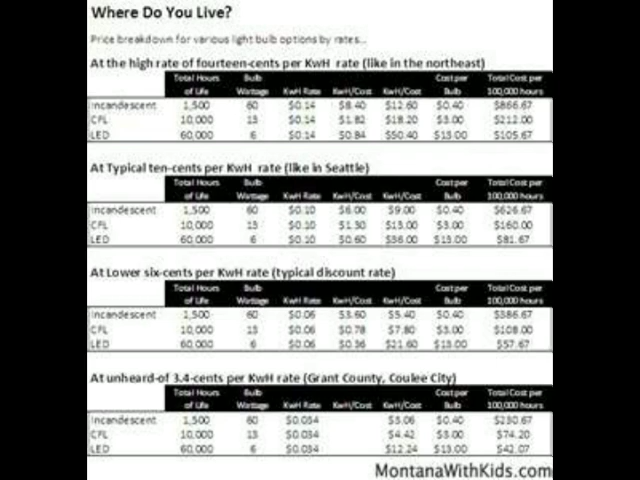 Where Do You Live?
Price breakdown for various light bulb options by rates...
At the high rate of fourteen-cents per KwH rate (like in the northeast)
Total Hours Bulb Cost per Total Cost per
of Life Wattage KwH Rate KwH/Cost KwH/Cost Bulb 100,000 hours
Incandescent 1,500 60 $0.14 $8.40 $12.60 $0.40 $866.67
CFL 10,000 13 $0.14 $1.82 $18.20 $3.00 $212.00
LED 60,000 6 $0.14 $0.84 $50.40 $13.00 $105.67
At Typical ten-cents per KwH rate (like in Seattle)
Total Hours Bulb Cost per Total Cost per
of Life Wattage KwH Rate KwH/Cost KwH/Cost Bulb 100,000 hours
Incandescent 1,500 60 $0.10 $6.00 $9.00 $0.40 $626.67
CFL 10,000 13 $0.10 $1.30 $13.00 $3.00 $160.00
LED 60,000 6 $0.10 $0.60 $36.00 $13.00 $81.67
At Lower six-cents per KwH rate (typical discount rate)
Total Hours Bulb Cost per Total Cost per
of Life Wattage KwH Rate KwH/Cost KwH/Cost Bulb 100,000 hours
Incandescent 1,500 60 $0.06 $3.60 $5.40 $0.40 $386.67
CFL 10,000 13 $0.06 $0.78 $7.80 $3.00 $108.00
LED 60,000 6 $0.06 $0.36 $21.60 $13.00 $57.67
At unheard-of 3.4-cents per KwH rate (Grant County, Coulee City)
Total Hours Bulb Cost per Total Cost per
of Life Wattage KwH Rate KwH/Cost KwH/Cost Bulb 100,000 hours
Incandescent 1,500 60 $0.034 $3.06 $0.40 $230.67
CFL 10,000 13 $0.034 $4.42 $3.00 $74.20
LED 60,000 6 $0.034 $12.24 $13.00 $42.07
MontanaWithKids.com